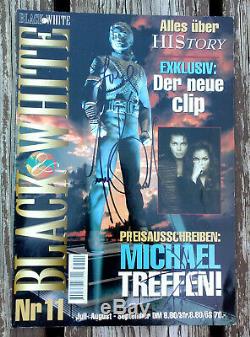 BLACK & WHITE
Alles über
HISTORY
EXKLUSIV:
Der neue
clip
BLACK & WHITE
PREISAUSSCHREIBEN:
MICHAEL
TREFFEN!
Nr 11
Juli - August - September DM 8.80/Sfr.8.80/öS 70.-